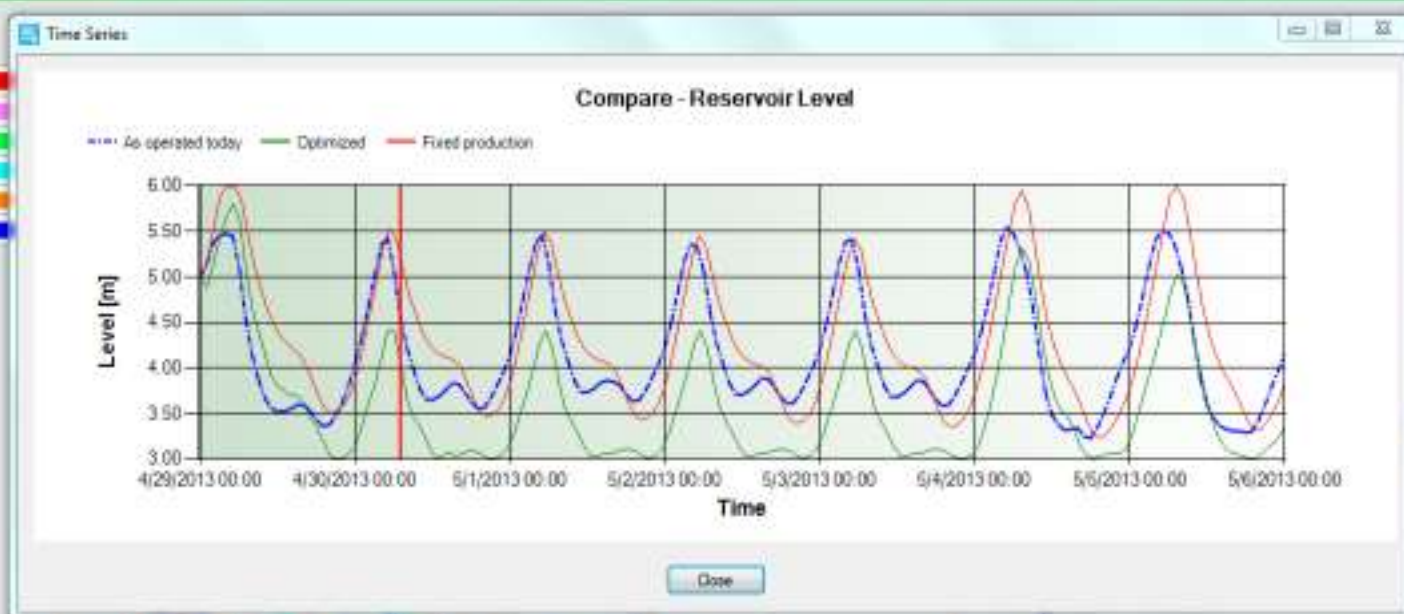 Time Series
Compare - Reservoir Level
As operated today Optimized Fixed production
6.00
5.50
5.00
4.50
4.00
3.50
3.00
Level [m]
4/29/2013 00:00 4/30/2013 00:00 5/1/2013 00:00 5/2/2013 00:00 5/3/2013 00:00 5/4/2013 00:00 5/5/2013 00:00 5/6/2013 00:00
Time
Close